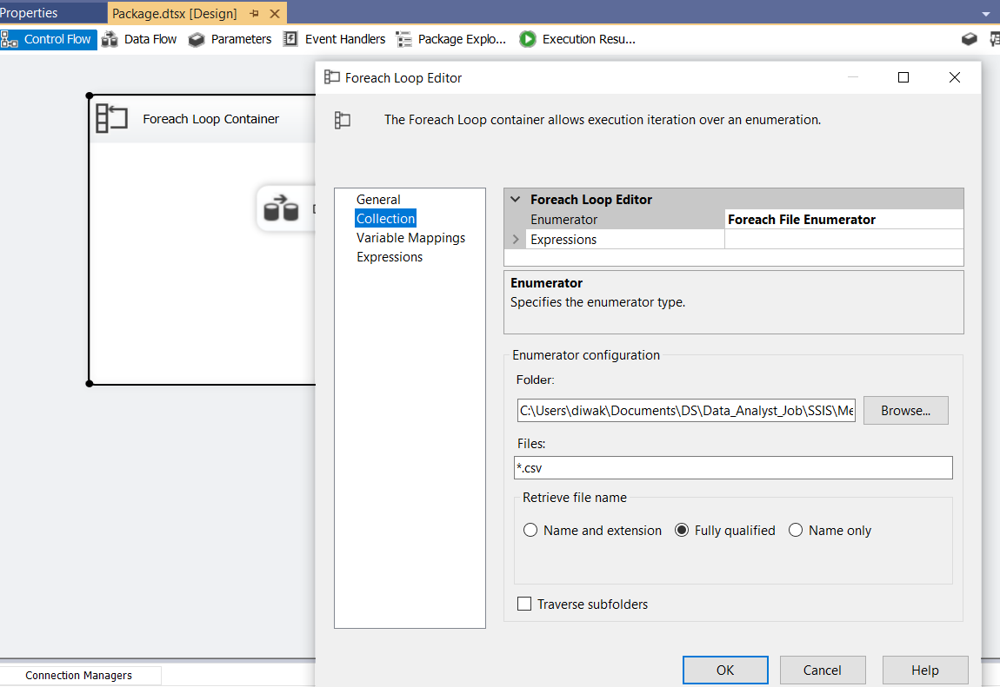 Properties
Package.dtsx [Design]
Control Flow
Data Flow
Parameters
Event Handlers
Package Explo...
Execution Resu...
Foreach Loop Editor
Foreach Loop Container
The Foreach Loop container allows execution iteration over an enumeration.
General
Collection
Variable Mappings
Expressions
Foreach Loop Editor
Enumerator Foreach File Enumerator
Expressions
Enumerator
Specifies the enumerator type.
Enumerator configuration
Folder:
C:\Users\diwak\Documents\DS\Data_Analyst_Job\SSIS\Me
Browse...
Files:
*.csv
Retrieve file name
Name and extension
Fully qualified
Name only
Traverse subfolders
OK
Cancel
Help
Connection Managers